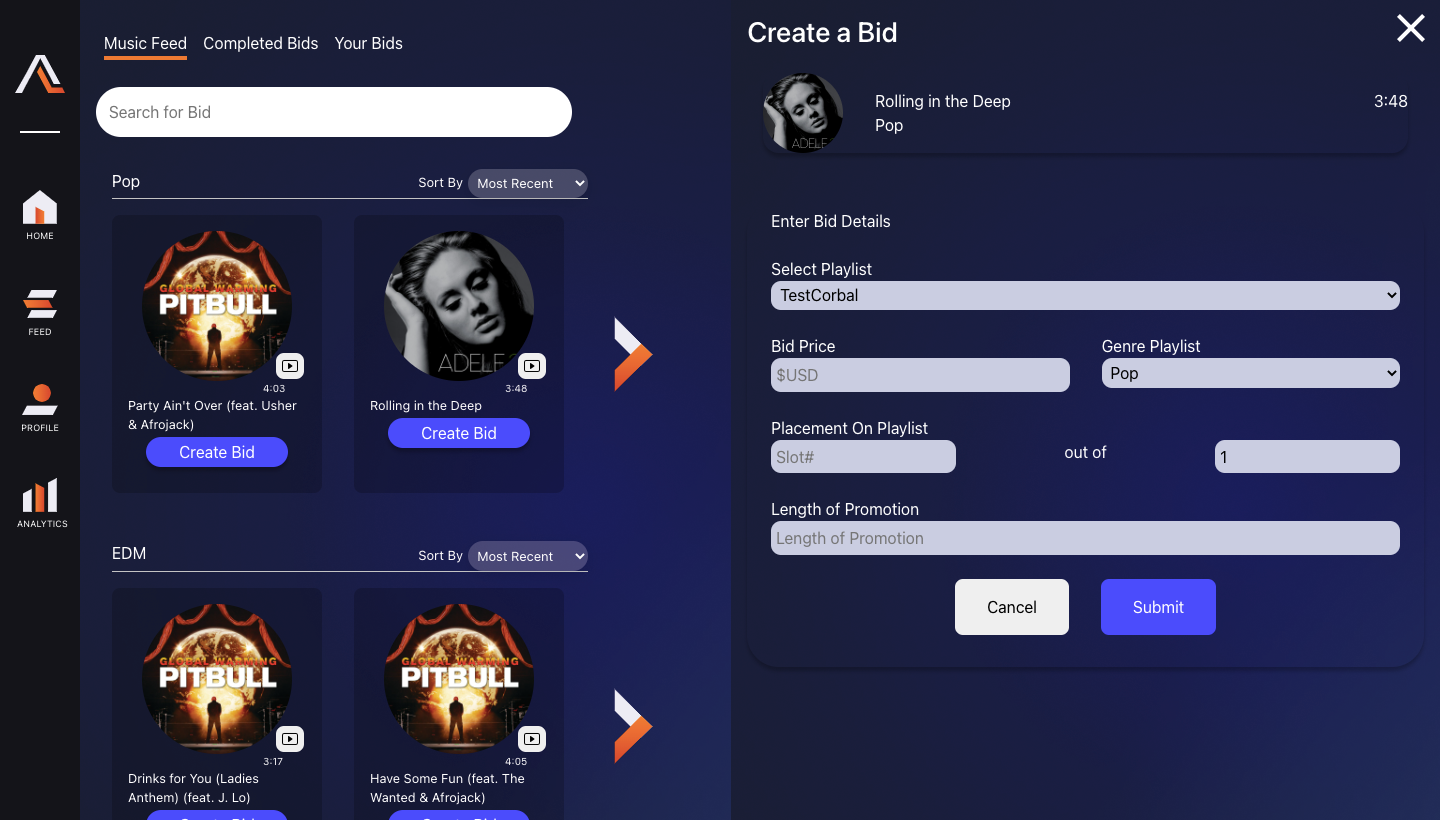 HOME
FEED
PROFILE
ANALYTICS
Music Feed Completed Bids Your Bids
Search for Bid
Pop
Sort By Most Recent
GLOBAL WARMING
PITBULL
4:03
Party Ain't Over (feat. Usher
& Afrojack)
Create Bid
ADELE
3:48
Rolling in the Deep
Create Bid
EDM
Sort By Most Recent
GLOBAL WARMING
PITBULL
3:17
Drinks for You (Ladies
Anthem) (feat. J. Lo)
Create Bid
GLOBAL WARMING
PITBULL
4:05
Have Some Fun (feat. The
Wanted & Afrojack)
Create Bid
Create a Bid
ADELE
Rolling in the Deep
3:48
Pop
Enter Bid Details
Select Playlist
TestCorbal
Bid Price
$USD
Genre Playlist
Pop
Placement On Playlist
Slot# out of 1
Length of Promotion
Length of Promotion
Cancel Submit